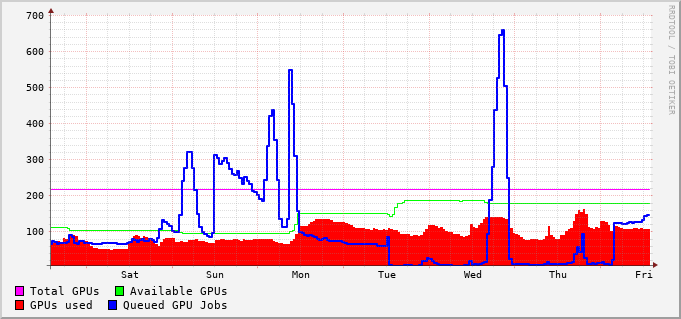 RRDTOOL / TOBI OETIKER
700
600
500
400
300
200
100
Sat Sun Mon Tue Wed Thu Fri
Total GPUs Available GPUs
GPUs used Queued GPU Jobs